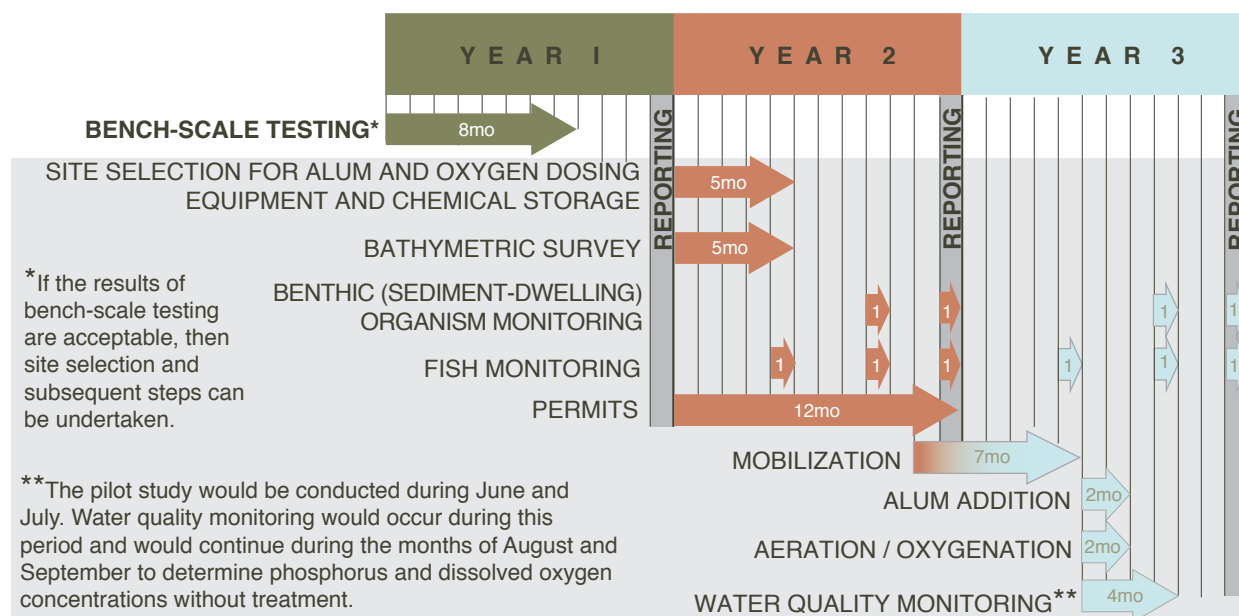 YEAR 1
YEAR 2
YEAR 3
BENCH-SCALE TESTING*
8mo
REPORTING
REPORTING
REPORTING
SITE SELECTION FOR ALUM AND OXYGEN DOSING
EQUIPMENT AND CHEMICAL STORAGE
5mo
BATHYMETRIC SURVEY
5mo
*If the results of
bench-scale testing
are acceptable, then
site selection and
subsequent steps can
be undertaken.
BENTHIC (SEDIMENT-DWELLING)
ORGANISM MONITORING
1
1
1
1
FISH MONITORING
1
1
1
1
1
1
PERMITS
12mo
MOBILIZATION
7mo
**The pilot study would be conducted during June and
July. Water quality monitoring would occur during this
period and would continue during the months of August and
September to determine phosphorus and dissolved oxygen
concentrations without treatment.
ALUM ADDITION
2mo
AERATION / OXYGENATION
2mo
WATER QUALITY MONITORING**
4mo